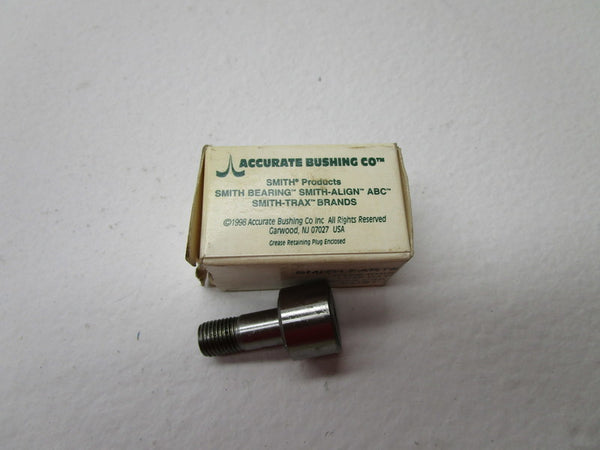 ACCURATE BUSHING CO™
SMITH® Products
SMITH BEARING™ SMITH-ALIGN™ ABC™
SMITH-TRAX™ BRANDS
©1998 Accurate Bushing Co Inc All Rights Reserved
Garwood, NJ 07027 USA
Grease Retaining Plug Enclosed